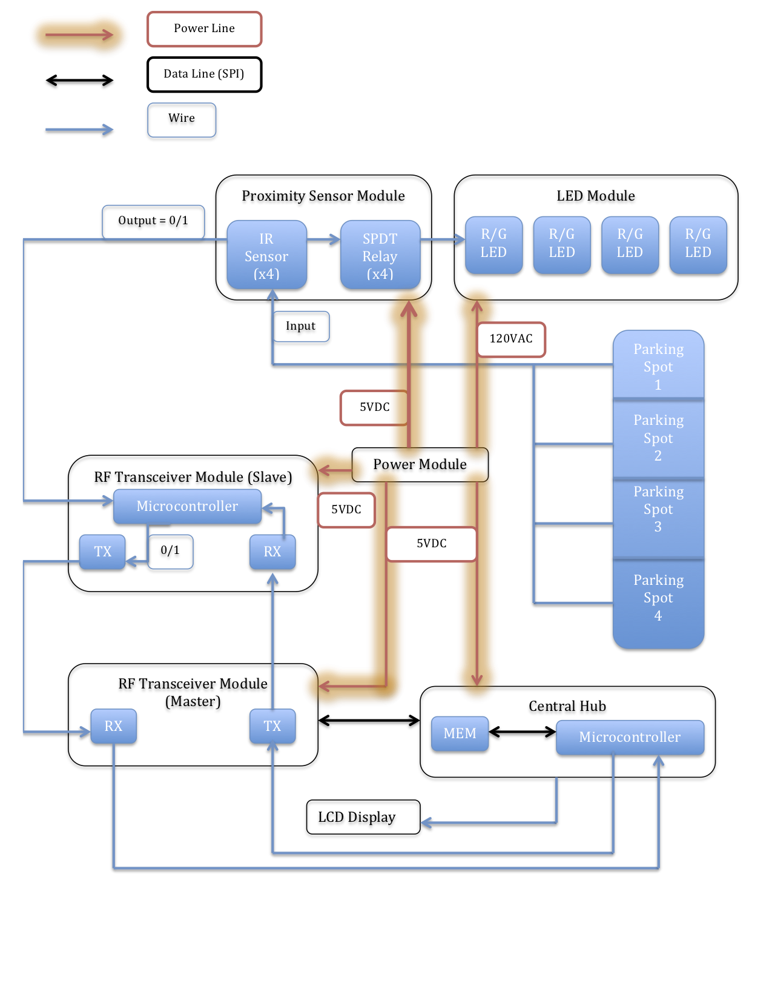 Power Line
Data Line (SPI)
Wire
Proximity Sensor Module
LED Module
Output = 0/1
IR
Sensor
(x4)
SPDT
Relay
(x4)
R/G
LED
R/G
LED
R/G
LED
R/G
LED
Input
120VAC
Parking
Spot
1
5VDC
Parking
Spot
2
Power Module
RF Transceiver Module (Slave)
Microcontroller
5VDC
Parking
Spot
3
TX
0/1
RX
5VDC
Parking
Spot
4
RF Transceiver Module
(Master)
RX
TX
Central Hub
MEM
Microcontroller
LCD Display